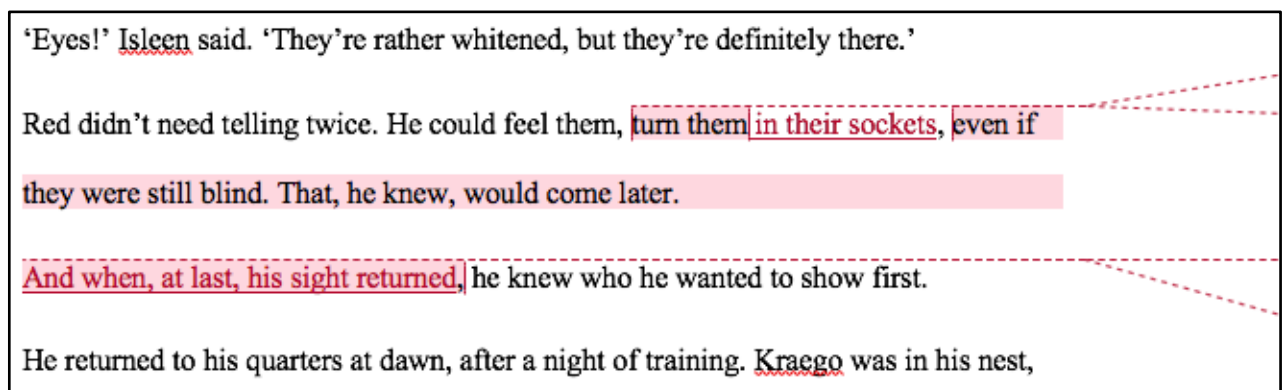 ‘Eyes!’ Isleen said. ‘They’re rather whitened, but they’re definitely there.’
Red didn’t need telling twice. He could feel them, turn them in their sockets, even if
they were still blind. That, he knew, would come later.
And when, at last, his sight returned, he knew who he wanted to show first.
He returned to his quarters at dawn, after a night of training. Kraego was in his nest,